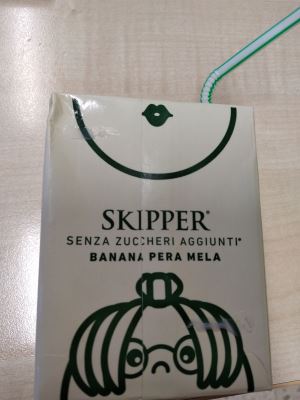 SKIPPER®
SENZA ZUCCHERI AGGIUNTI*
BANANA PERA MELA